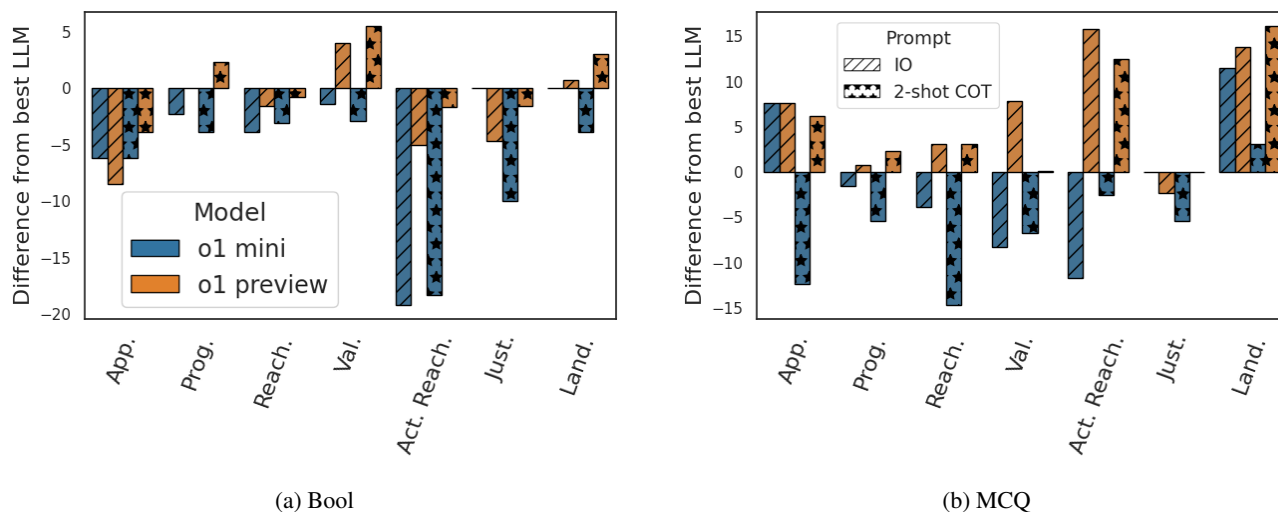 Difference from best LLM
5
0
−5
−10
−15
−20
Model
o1 mini
o1 preview
App.
Prog.
Reach.
Val.
Act. Reach.
Just.
Land.
(a) Bool
Difference from best LLM
15
10
5
0
−5
−10
−15
Prompt
IO
2-shot COT
App.
Prog.
Reach.
Val.
Act. Reach.
Just.
Land.
(b) MCQ